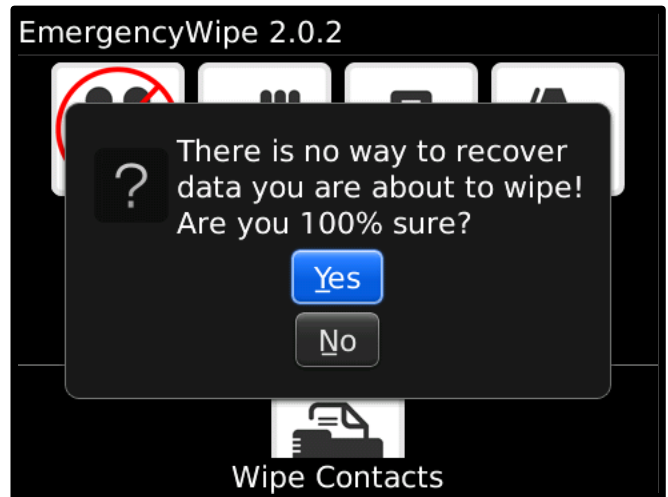 EmergencyWipe 2.0.2
There is no way to recover
data you are about to wipe!
Are you 100% sure?
Yes
No
Wipe Contacts